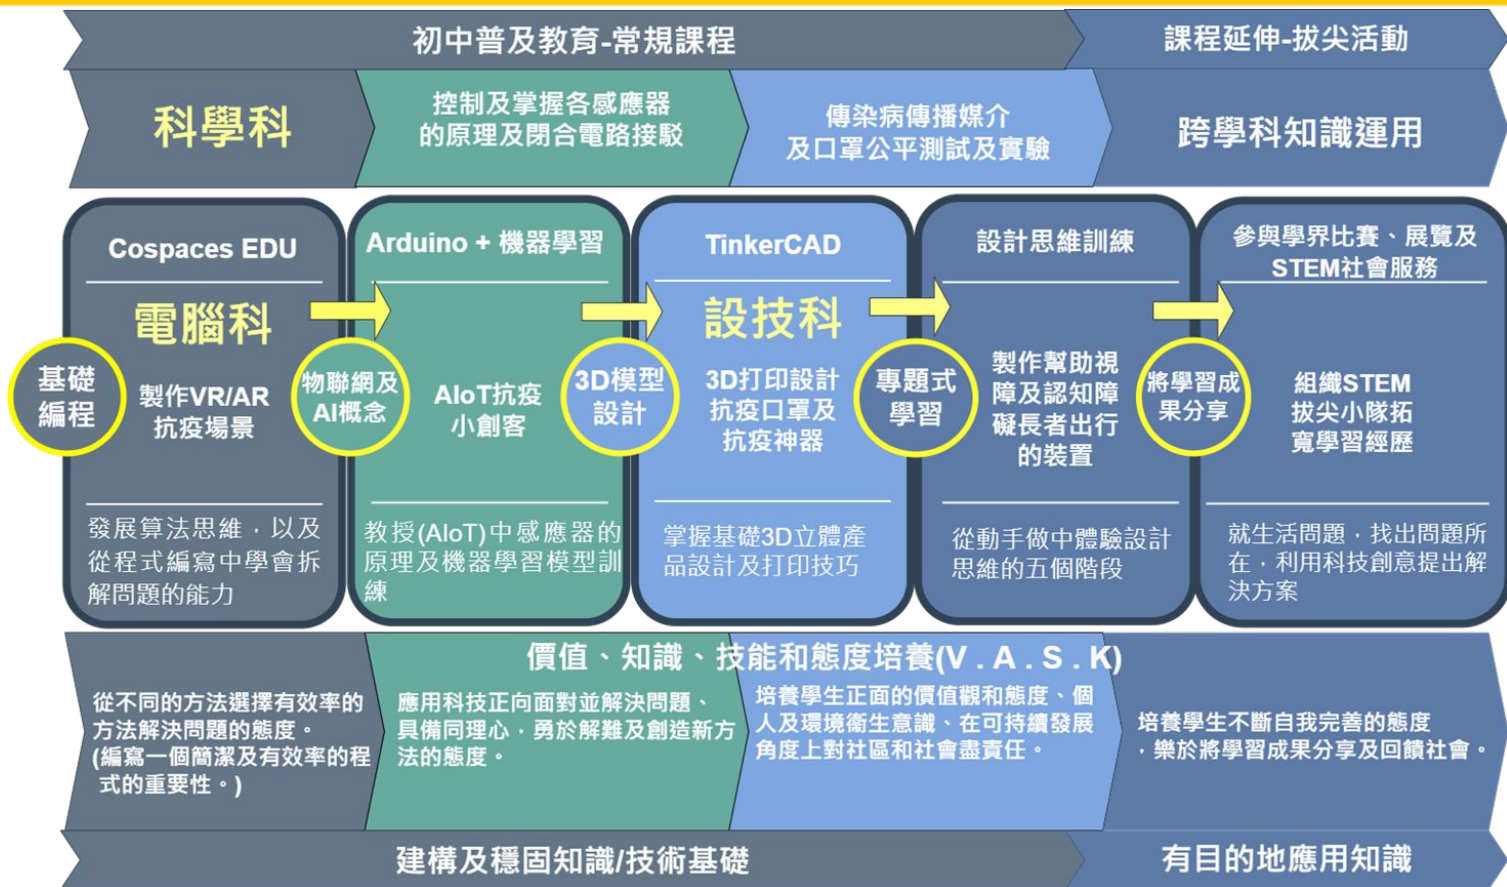 初中普及教育-常規課程
課程延伸-拔尖活動
科學科
控制及掌握各感應器
的原理及閉合電路接駁
傳染病傳播媒介
及口罩公平測試及實驗
跨學科知識運用
基礎
編程
Cospaces EDU
電腦科
製作VR/AR
抗疫場景
發展算法思維，以及
從程式編寫中學會拆
解問題的能力
物聯網及
AI概念
Arduino + 機器學習
AIoT抗疫
小創客
教授(AIoT)中感應器的
原理及機器學習模型訓
練
3D模型
設計
TinkerCAD
設技科
3D打印設計
抗疫口罩及
抗疫神器
掌握基礎3D立體產
品設計及打印技巧
專題式
學習
設計思維訓練
製作幫助視
障及認知障
礙長者出行
的裝置
從動手做中體驗設計
思維的五個階段
將學習成
果分享
參與學界比賽、展覽及
STEM社會服務
組織STEM
拔尖小隊拓
寬學習經歷
就生活問題，找出問題所
在，利用科技創意提出解
決方案
價值、知識、技能和態度培養(V . A . S . K)
從不同的方法選擇有效率的
方法解決問題的態度。
(編寫一個簡潔及有效率的程
式的重要性。)
應用科技正向面對並解決問題、
具備同理心，勇於解難及創造新方
法的態度。
培養學生正面的價值觀和態度、個
人及環境衞生意識、在可持續發展
角度上對社區和社會盡責任。
培養學生不斷自我完善的態度
，樂於將學習成果分享及回饋社會。
建構及穩固知識/技術基礎
有目的地應用知識